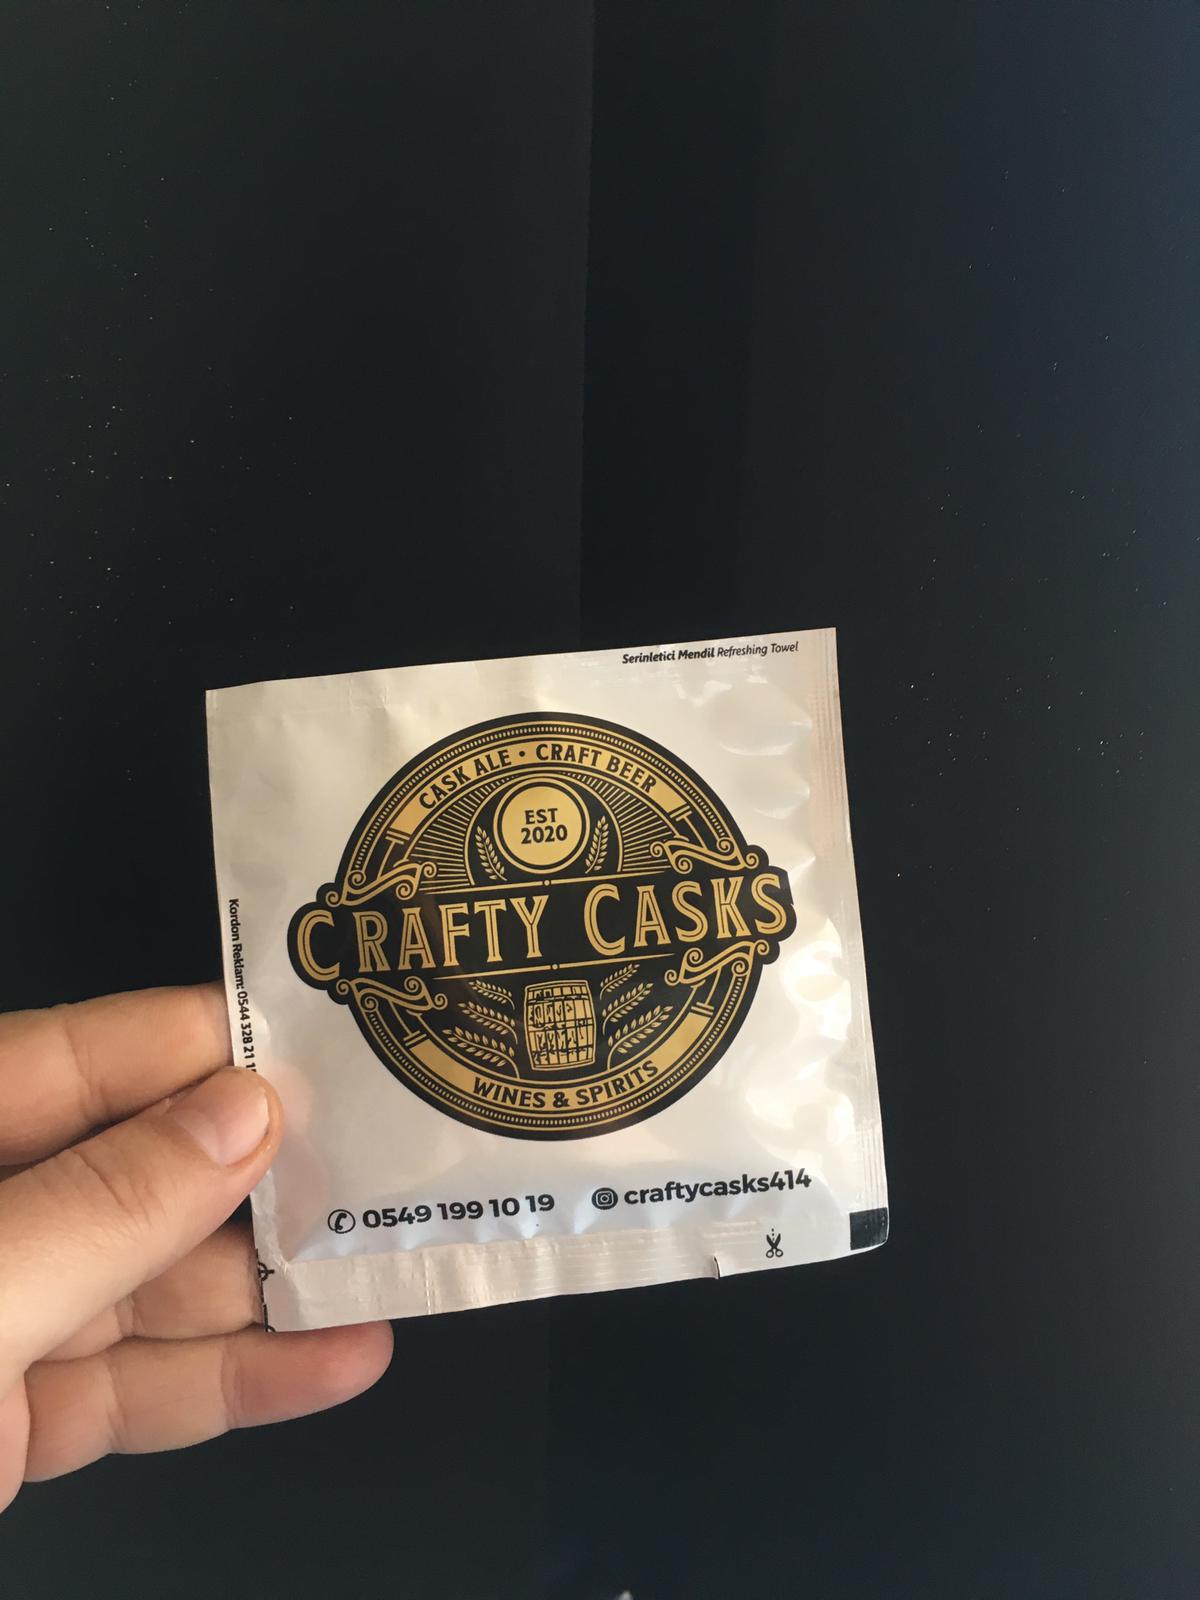 Serinletici Mendil Refreshing Towel
CASK ALE • CRAFT BEER
EST
2020
CRAFTY CASKS
WINES & SPIRITS
0549 199 10 19
craftycasks414
Kordon Reklam: 0544 328 21